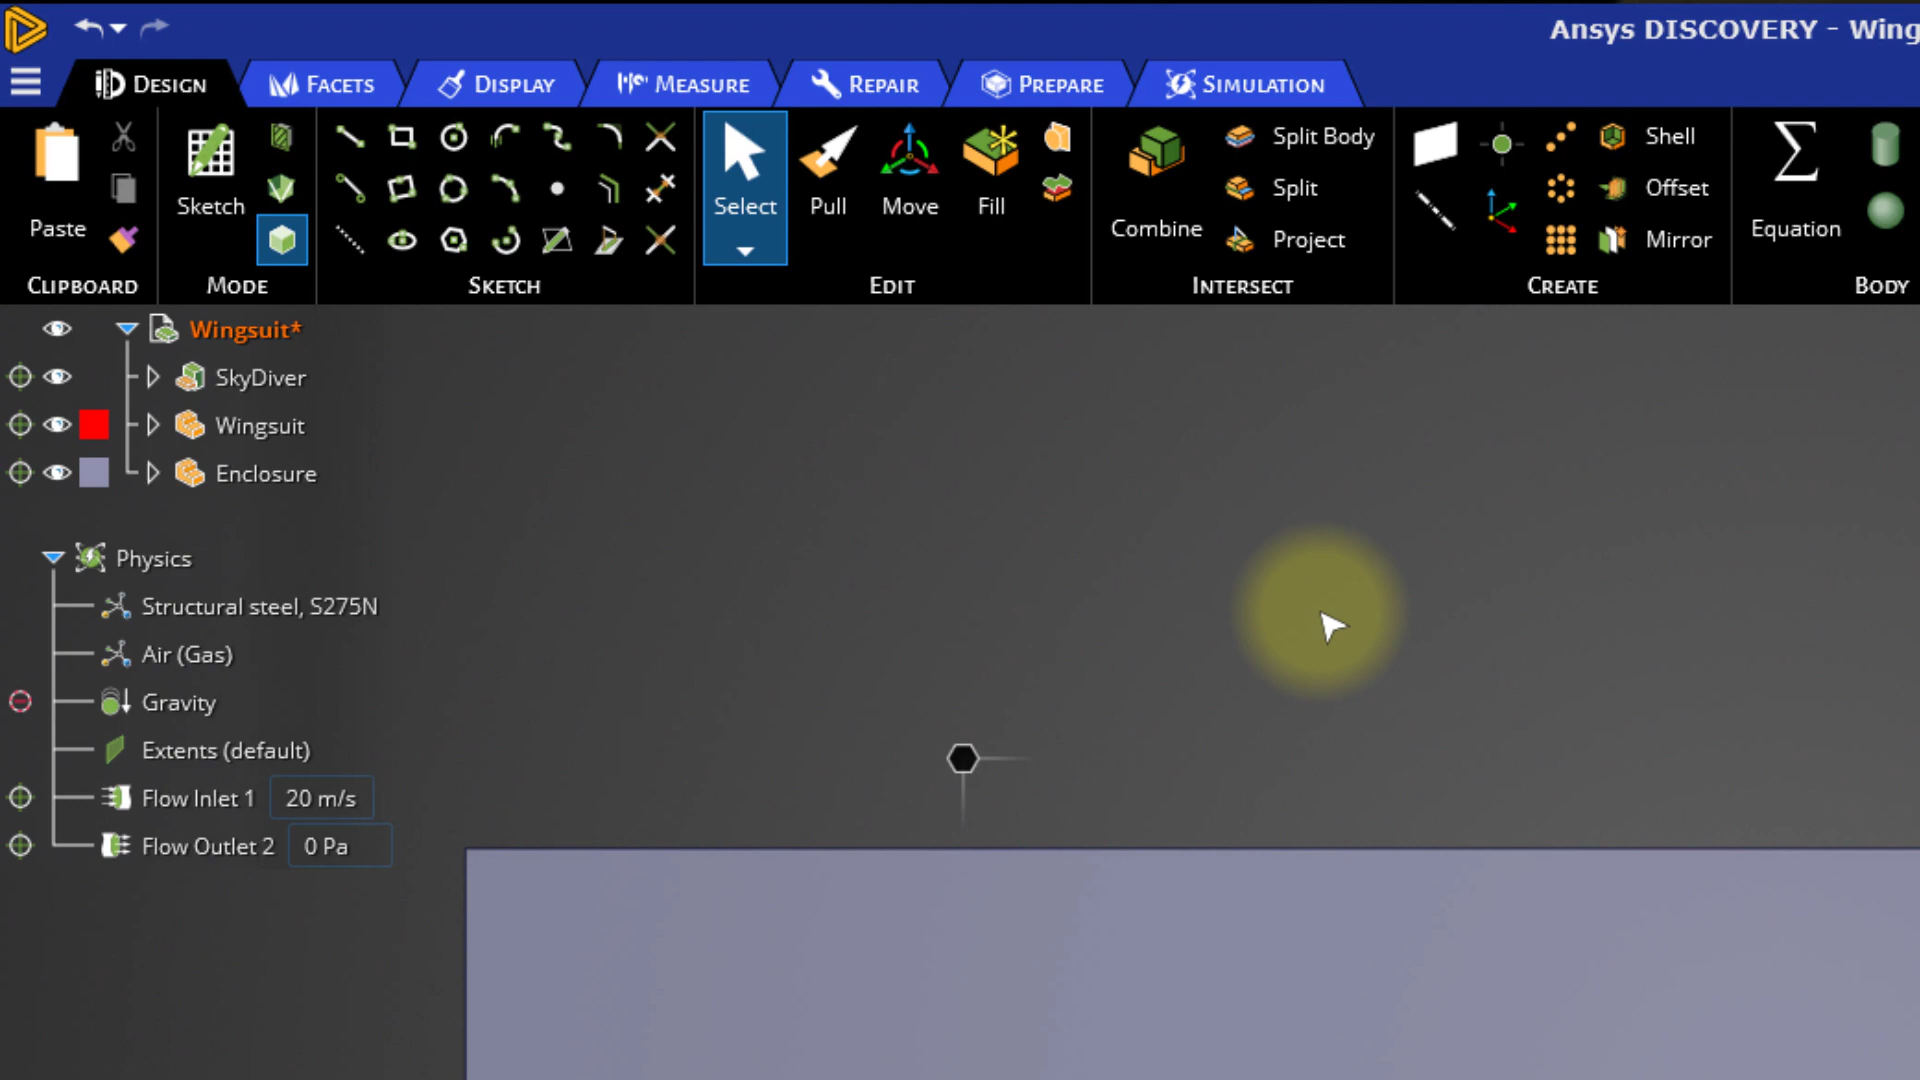 Ansys DISCOVERY - Wing
DESIGN FACETS DISPLAY MEASURE REPAIR PREPARE SIMULATION
Paste
Sketch
Select Pull Move Fill
Combine
Split Body
Split
Project
Shell
Offset
Mirror
Equation
CLIPBOARD MODE SKETCH EDIT INTERSECT CREATE BODY
Wingsuit*
SkyDiver
Wingsuit
Enclosure
Physics
Structural steel, S275N
Air (Gas)
Gravity
Extents (default)
Flow Inlet 1 20 m/s
Flow Outlet 2 0 Pa